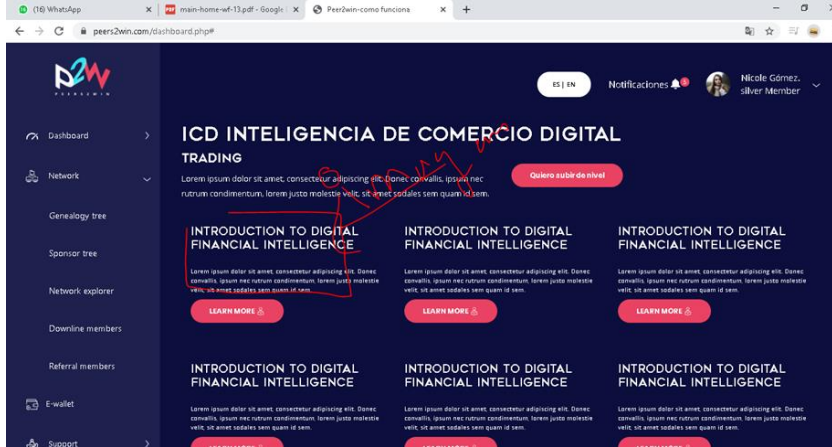 (16) WhatsApp
main-home-wf-13.pdf - Google
Peer2win-como funciona
peers2win.com/dashboard.php#
P2W
PEERS2WIN
ES | EN
Notificaciones
Nicole Gómez.
silver Member
Dashboard
Network
Genealogy tree
Sponsor tree
Network explorer
Downline members
Referral members
E-wallet
Support
ICD INTELIGENCIA DE COMERCIO DIGITAL
TRADING
Lorem ipsum dolor sit amet, consectetur adipiscing elit. Donec convallis, ipsum nec
rutrum condimentum, lorem justo molestie velit, sit amet sodales sem quam id sem.
Quiero subir de nivel
INTRODUCTION TO DIGITAL
FINANCIAL INTELLIGENCE
Lorem ipsum dolor sit amet, consectetur adipiscing elit. Donec
convallis, ipsum nec rutrum condimentum, lorem justo molestie
velit, sit amet sodales sem quam id sem.
LEARN MORE
INTRODUCTION TO DIGITAL
FINANCIAL INTELLIGENCE
Lorem ipsum dolor sit amet, consectetur adipiscing elit. Donec
convallis, ipsum nec rutrum condimentum, lorem justo molestie
velit, sit amet sodales sem quam id sem.
LEARN MORE
INTRODUCTION TO DIGITAL
FINANCIAL INTELLIGENCE
Lorem ipsum dolor sit amet, consectetur adipiscing elit. Donec
convallis, ipsum nec rutrum condimentum, lorem justo molestie
velit, sit amet sodales sem quam id sem.
LEARN MORE
INTRODUCTION TO DIGITAL
FINANCIAL INTELLIGENCE
Lorem ipsum dolor sit amet, consectetur adipiscing elit. Donec
convallis, ipsum nec rutrum condimentum, lorem justo molestie
velit, sit amet sodales sem quam id sem.
INTRODUCTION TO DIGITAL
FINANCIAL INTELLIGENCE
Lorem ipsum dolor sit amet, consectetur adipiscing elit. Donec
convallis, ipsum nec rutrum condimentum, lorem justo molestie
velit, sit amet sodales sem quam id sem.
INTRODUCTION TO DIGITAL
FINANCIAL INTELLIGENCE
Lorem ipsum dolor sit amet, consectetur adipiscing elit. Donec
convallis, ipsum nec rutrum condimentum, lorem justo molestie
velit, sit amet sodales sem quam id sem.